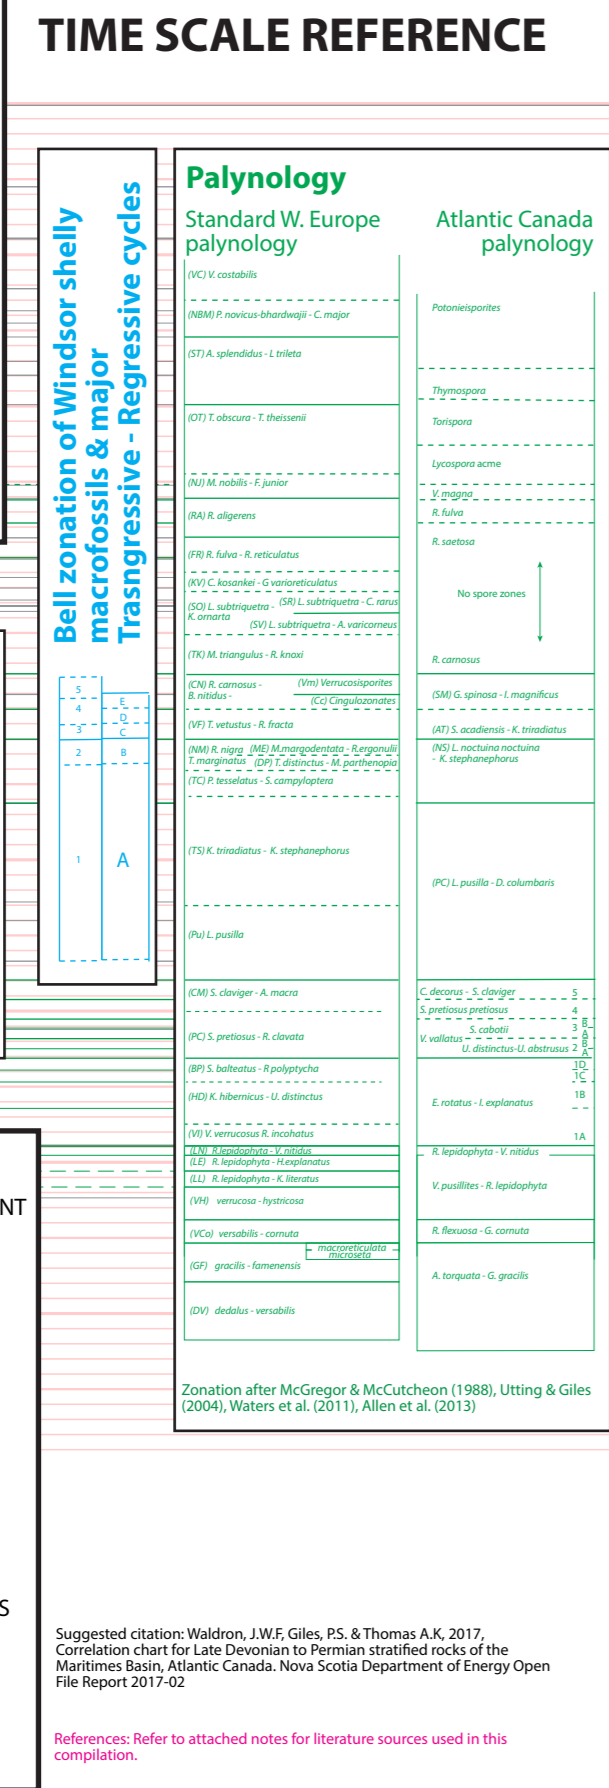 TIME SCALE REFERENCE
Bell zonation of Windsor shelly
macrofossils & major
Trasngressive - Regressive cycles
5
4
3
2
1
E
D
C
B
A
Palynology
Standard W. Europe
palynology
(VC) V. costabilis
(NBM) P. novicus-bhardwajii - C. major
(ST) A. splendidus - L trileta
(OT) T. obscura - T. theissenii
(NJ) M. nobilis - F. junior
(RA) R. aligerens
(FR) R. fulva - R. reticulatus
(KV) C. kosankei - G varioreticulatus
(SO) L. subtriquetra -
K. ornarta
(SR) L. subtriquetra - C. rarus
(SV) L. subtriquetra - A. varicorneus
(TK) M. triangulus - R. knoxi
(CN) R. carnosus -
B. nitidus -
(Vm) Verrucosisporites
(Cc) Cingulozonates
(VF) T. vetustus - R. fracta
(NM) R. nigra
T. marginatus
(ME) M.margodentata - R.ergonulii
(DP) T. distinctus - M. parthenopia
(TC) P. tesselatus - S. campyloptera
(TS) K. triradiatus - K. stephanephorus
(Pu) L. pusilla
(CM) S. claviger - A. macra
(PC) S. pretiosus - R. clavata
(BP) S. balteatus - R polyptycha
(HD) K. hibernicus - U. distinctus
(VI) V. verrucosus R. incohatus
(LN) R.lepidophyta - V. nitidus
(LE) R. lepidophyta - H.explanatus
(LL) R.lepidophyta - K. literatus
(VH) verrucosa - hystricosa
(VCo) versabilis - cornuta
macroreticulata
microseta
(GF) gracilis - famenensis
(DV) dedalus - versabilis
Atlantic Canada
palynology
Potonieisporites
Thymospora
Torispora
Lycospora acme
V. magna
R. fulva
R. saetosa
No spore zones
R. carnosus
(SM) G. spinosa - I. magnificus
(AT) S. acadiensis - K. triradiatus
(NS) L. noctuina noctuina
- K. stephanephorus
(PC) L. pusilla - D. columbaris
C. decorus - S. claviger 5
S. pretiosus pretiosus 4
V. vallatus
S. cabotii 3 B
A
U. distinctus-U. abstrusus 2 B
A
1D
1C
1B
E. rotatus - I. explanatus
1A
R. lepidophyta - V. nitidus
V. pusillites - R. lepidophyta
R. flexuosa - G. cornuta
A. torquata - G. gracilis
Zonation after McGregor & McCutcheon (1988), Utting & Giles
(2004), Waters et al. (2011), Allen et al. (2013)
NT
S
Suggested citation: Waldron, J.W.F, Giles, P.S. & Thomas A.K, 2017,
Correlation chart for Late Devonian to Permian stratified rocks of the
Maritimes Basin, Atlantic Canada. Nova Scotia Department of Energy Open
File Report 2017-02
References: Refer to attached notes for literature sources used in this
compilation.